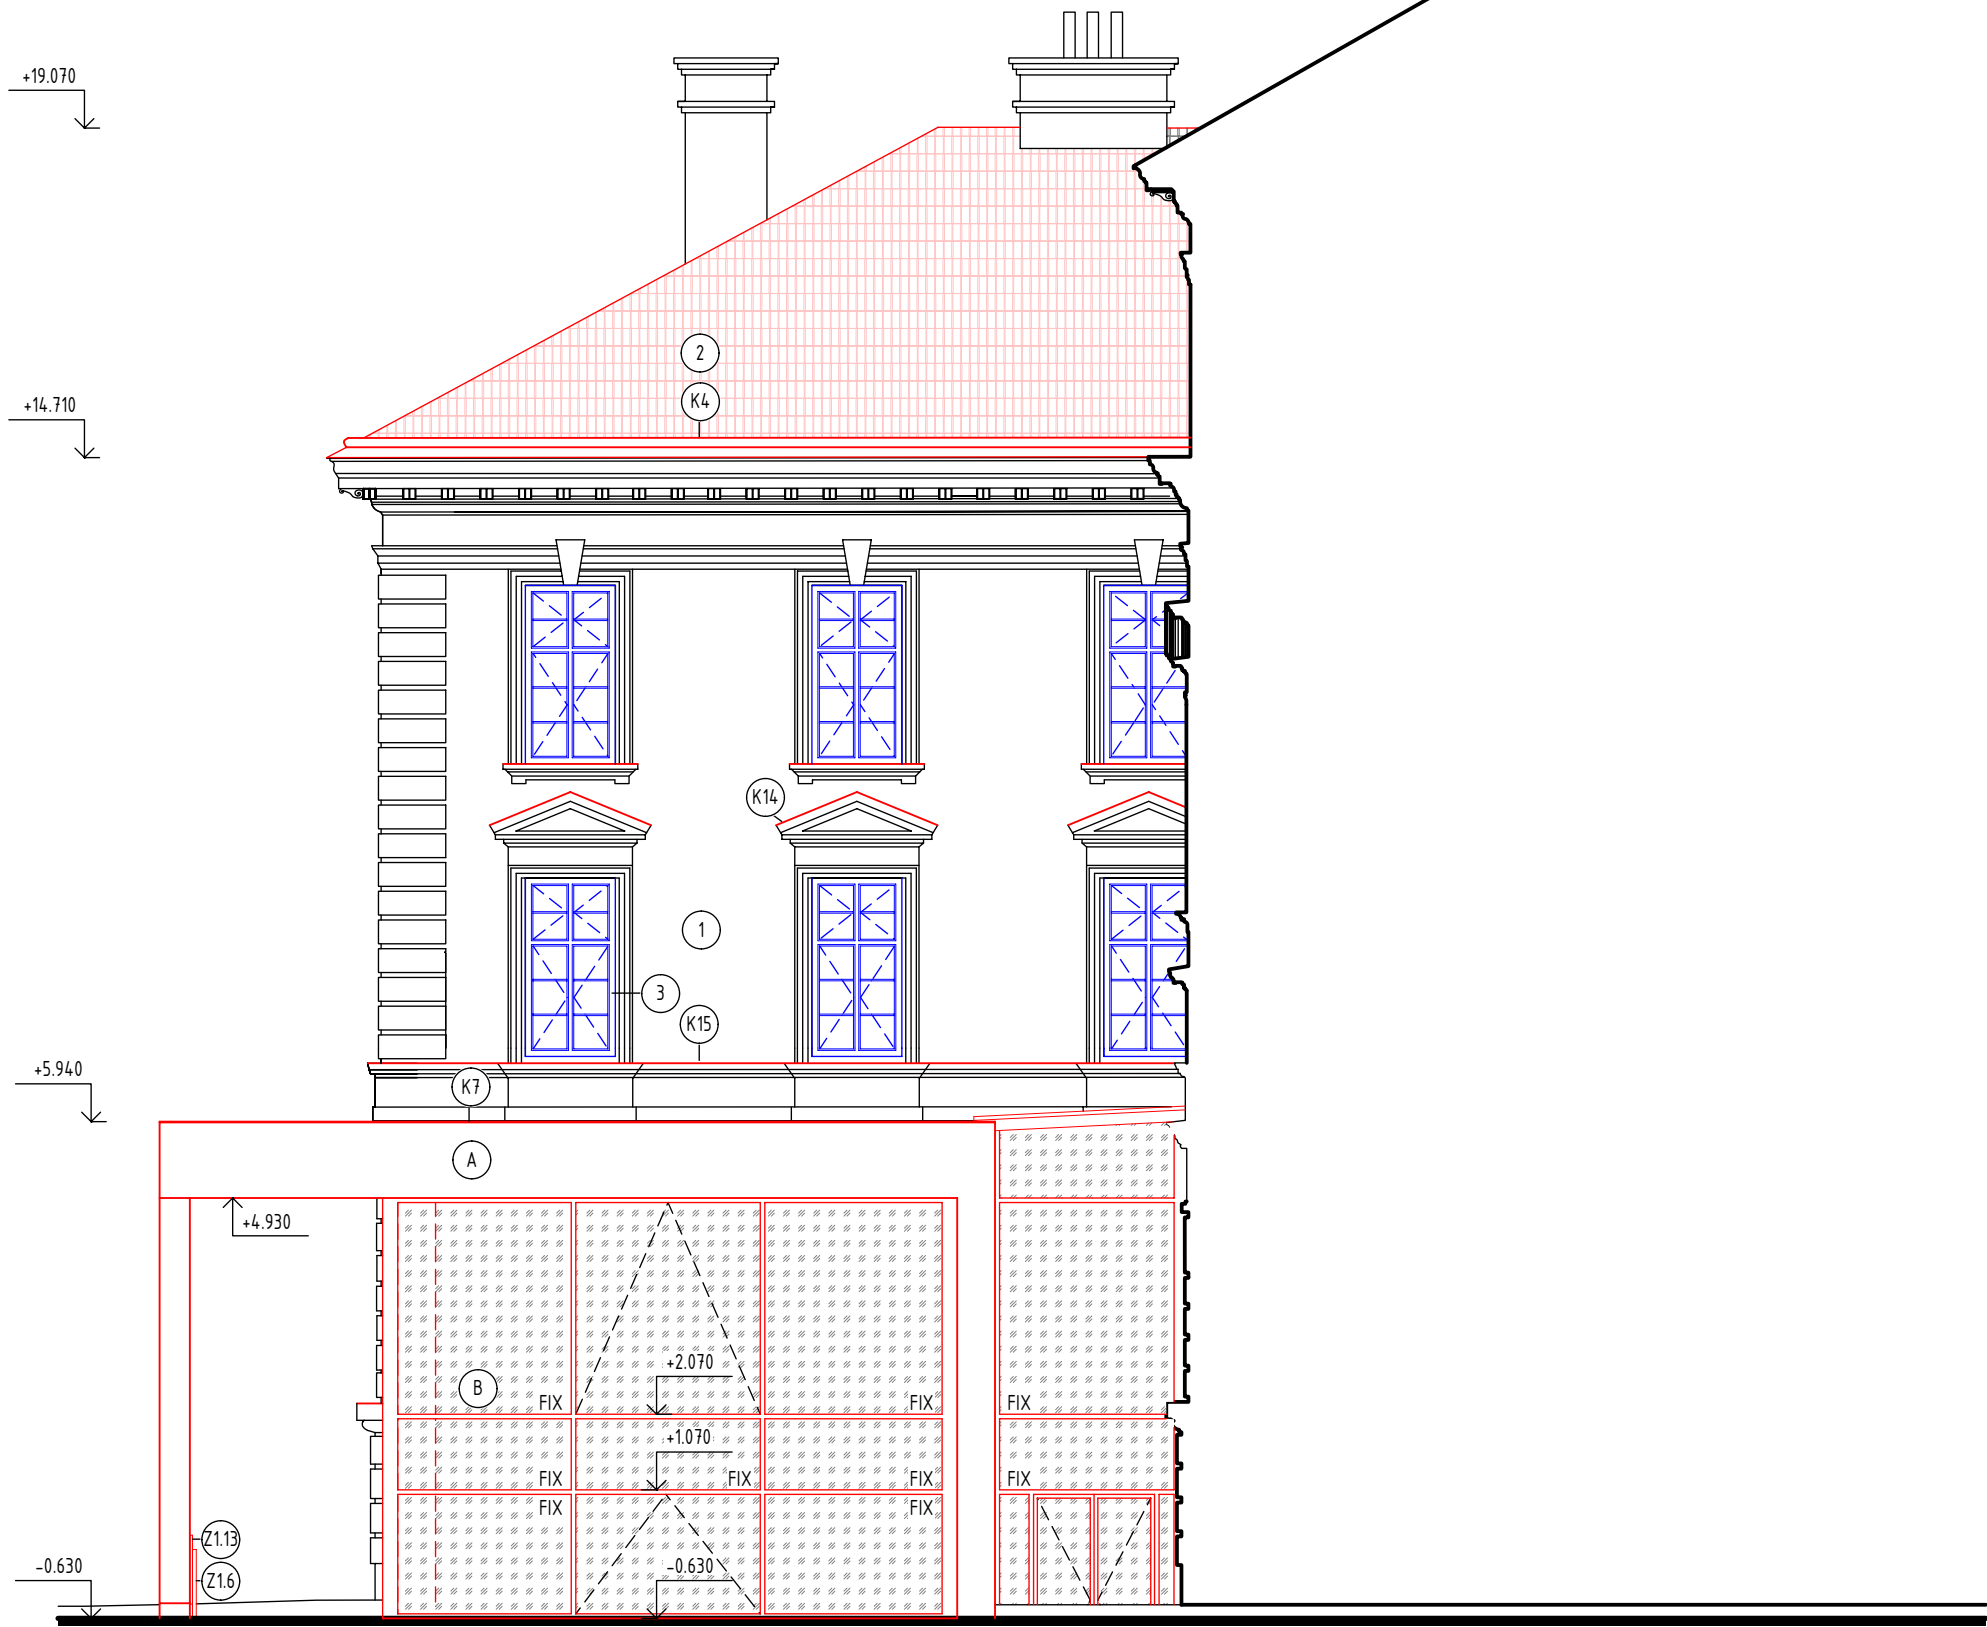 +19.070
2
K4
+14.710
K14
1
3
K15
+5.940
K7
A
+4.930
+2.070
B
FIX
FIX
FIX
+1.070
FIX
FIX
FIX
FIX
FIX
FIX
Z1.13
-0.630
-0.630
Z1.6